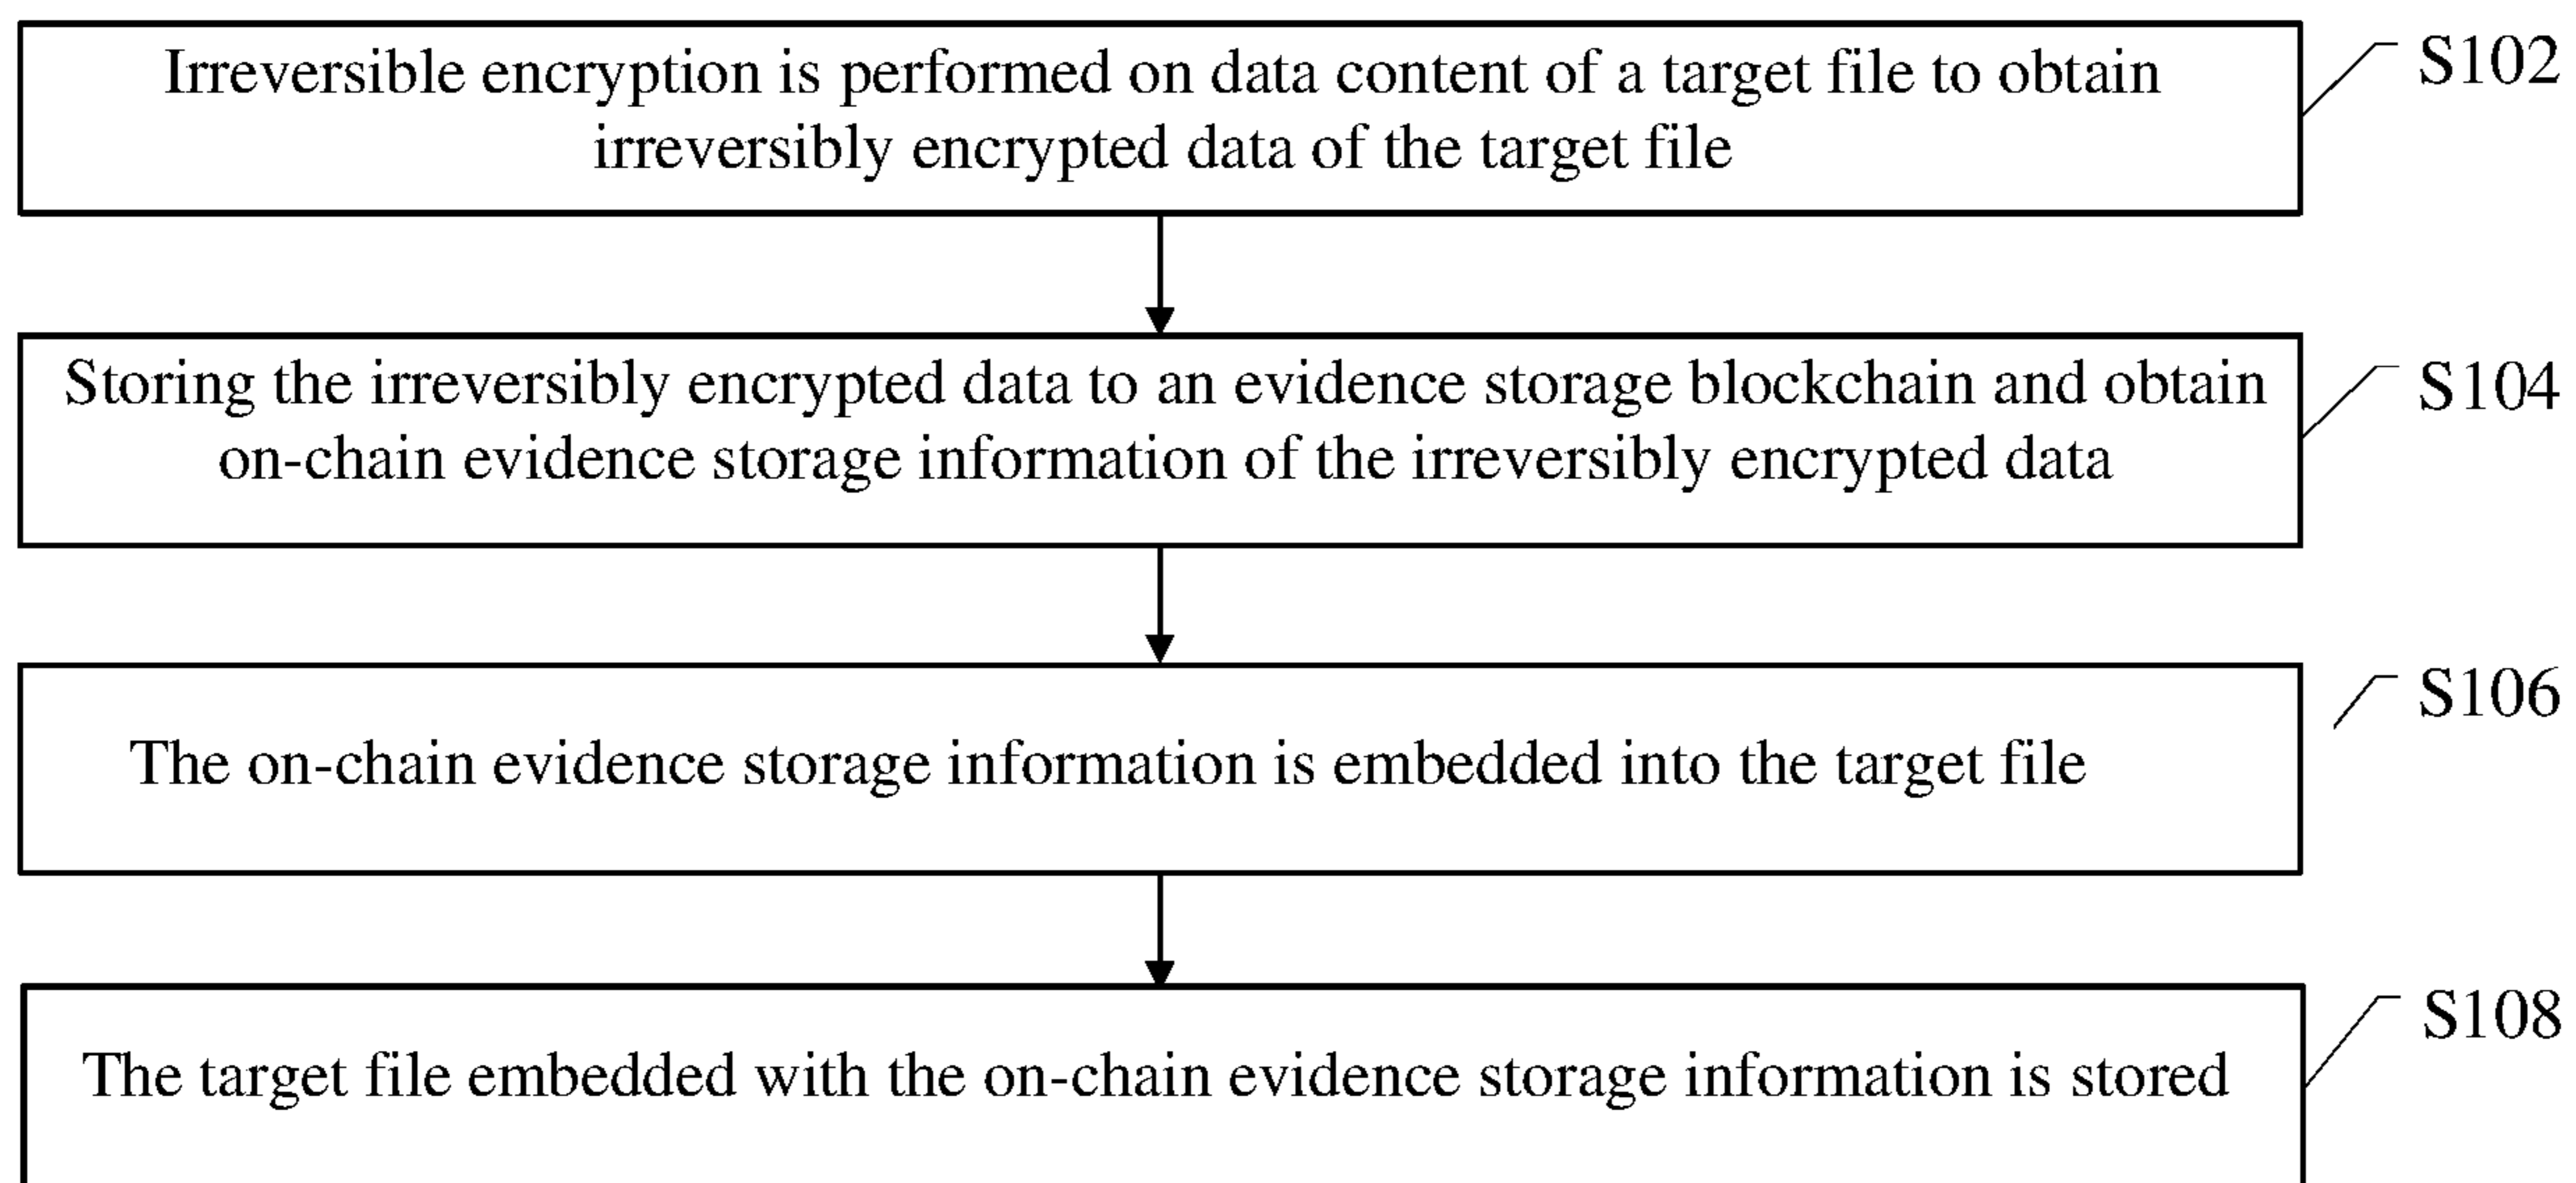 Irreversible encryption is performed on data content of a target file to obtain
irreversibly encrypted data of the target file
S102
Storing the irreversibly encrypted data to an evidence storage blockchain and obtain
on-chain evidence storage information of the irreversibly encrypted data
S104
The on-chain evidence storage information is embedded into the target file
S106
The target file embedded with the on-chain evidence storage information is stored
S108